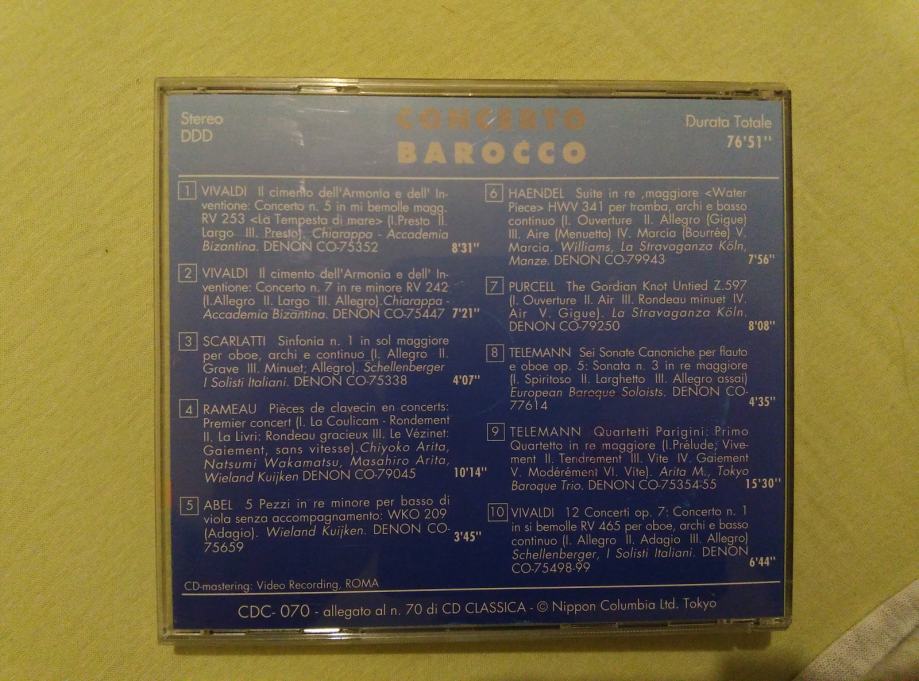 Stereo
DDD
CONCERTO
BAROCCO
Durata Totale
76'51"
1 VIVALDI Il cimento dell'Armonia e dell' In-
ventione: Concerto n. 5 in mi bemolle magg.
RV 253 <La Tempesta di mare> (I.Presto II.
Largo III. Presto). Chiarappa - Accademia
Bizantina. DENON CO-75352 8'31"
2 VIVALDI Il cimento dell'Armonia e dell' In-
ventione: Concerto n. 7 in re minore RV 242
(I.Allegro II. Largo III. Allegro).Chiarappa -
Accademia Bizantina. DENON CO-75447 7'21"
3 SCARLATTI Sinfonia n. 1 in sol maggiore
per oboe, archi e continuo (I. Allegro II.
Grave III. Minuet; Allegro). Schellenberger
I Solisti Italiani. DENON CO-75338 4'07"
4 RAMEAU Pièces de clavecin en concerts:
Premier concert (I. La Coulicam - Rondement
II. La Livri: Rondeau gracieux III. Le Vézinet:
Gaiement, sans vitesse).Chiyoko Arita,
Natsumi Wakamatsu, Masahiro Arita,
Wieland Kuijken DENON CO-79045 10'14"
5 ABEL 5 Pezzi in re minore per basso di
viola senza accompagnamento: WKO 209
(Adagio). Wieland Kuijken. DENON CO-
75659 3'45"
6 HAENDEL Suite in re ,maggiore <Water
Piece> HWV 341 per tromba, archi e basso
continuo (I. Ouverture II. Allegro (Gigue)
III. Aire (Menuetto) IV. Marcia (Bourrée) V.
Marcia. Williams, La Stravaganza Köln,
Manze. DENON CO-79943 7'56"
7 PURCELL The Gordian Knot Untied Z.597
(I. Ouverture II. Air III. Rondeau minuet IV.
Air V. Gigue). La Stravaganza Köln.
DENON CO-79250 8'08"
8 TELEMANN Sei Sonate Canoniche per flauto
e oboe op. 5: Sonata n. 3 in re maggiore
(I. Spiritoso II. Larghetto III. Allegro assai)
European Baroque Soloists. DENON CO-
77614 4'35"
9 TELEMANN Quartetti Parigini: Primo
Quartetto in re maggiore (I.Prélude; Vive-
ment II. Tendrement III. Vite IV. Gaiement
V. Modérément VI. Vite). Arita M., Tokyo
Baroque Trio. DENON CO-75354-55 15'30"
10 VIVALDI 12 Concerti op. 7: Concerto n. 1
in si bemolle RV 465 per oboe, archi e basso
continuo (I. Allegro II. Adagio III. Allegro)
Schellenberger, I Solisti Italiani. DENON
CO-75498-99 6'44"
CD-mastering: Video Recording, ROMA
CDC- 070 - allegato al n. 70 di CD CLASSICA - © Nippon Columbia Ltd. Tokyo